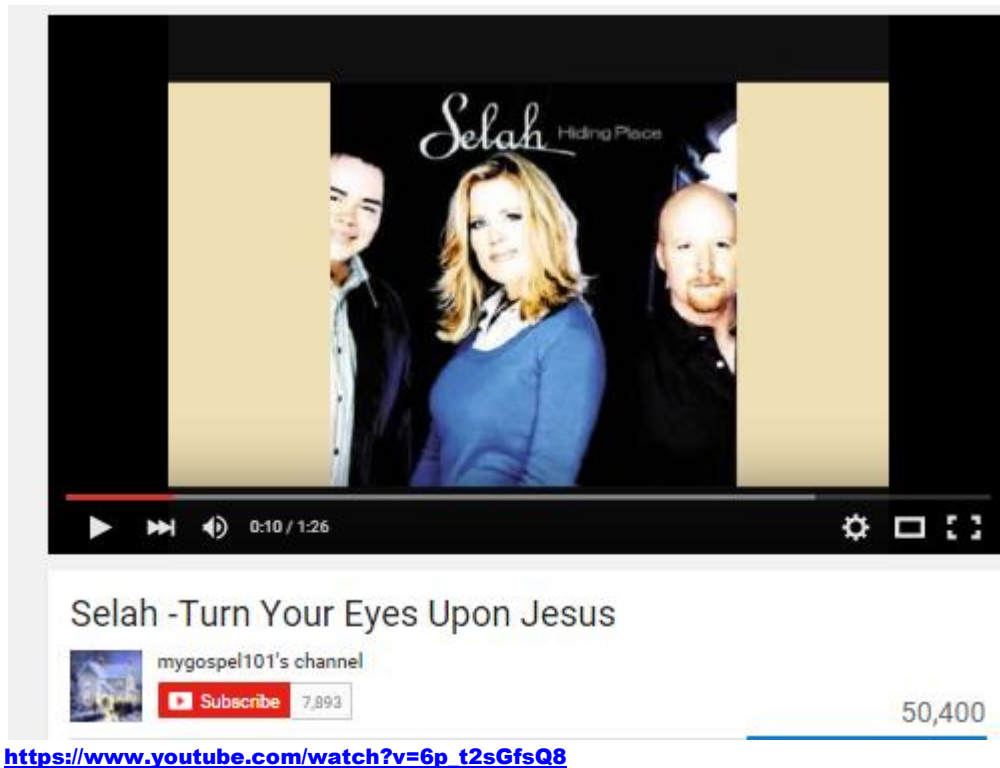 Selah Hiding Place
0:10 / 1:26
Selah -Turn Your Eyes Upon Jesus
mygospel101's channel
Subscribe 7,893
50,400
https://www.youtube.com/watch?v=6p_t2sGfsQ8